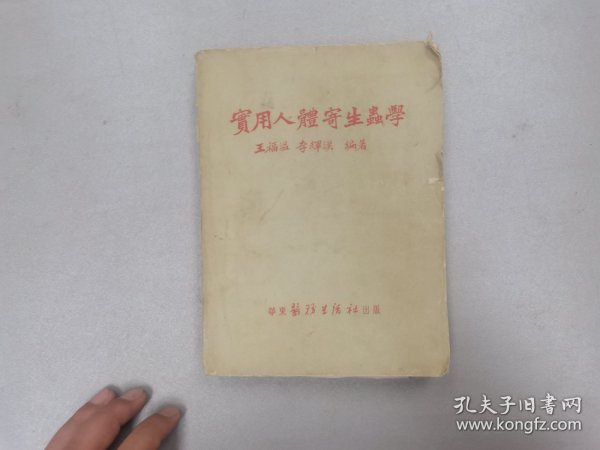 實用人體寄生蟲學
王福溢 李輝漢 編著
華東醫務生活社出版
孔夫子旧书网
www.kongfz.com